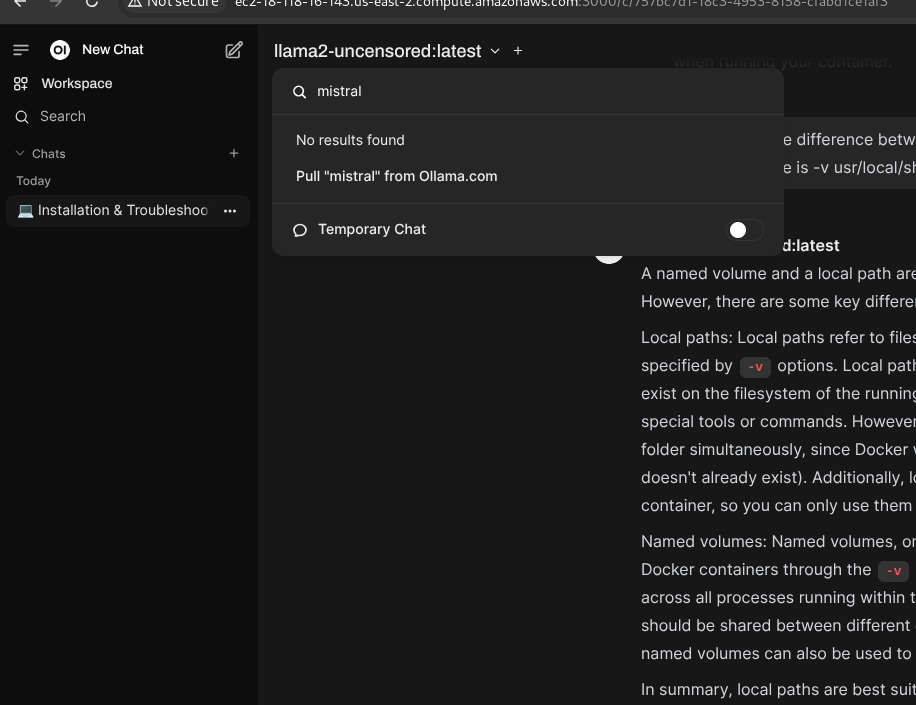 Not secure ec2-18-118-16-143.us-east-2.compute.amazonaws.com:3000/c/757bc7d1-18c3-4953-8158-cfabd1ce1af3
New Chat
Workspace
Search
Chats
Today
Installation & Troubleshoo
llama2-uncensored:latest
mistral
No results found
Pull "mistral" from Ollama.com
Temporary Chat
when running your container.
e difference betw
e is -v usr/local/sh
d:latest
A named volume and a local path are
However, there are some key differe
Local paths: Local paths refer to files
specified by -v options. Local path
exist on the filesystem of the running
special tools or commands. However
folder simultaneously, since Docker w
doesn't already exist). Additionally, lo
container, so you can only use them
Named volumes: Named volumes, or
Docker containers through the -v
across all processes running within t
should be shared between different
named volumes can also be used to
In summary, local paths are best suit